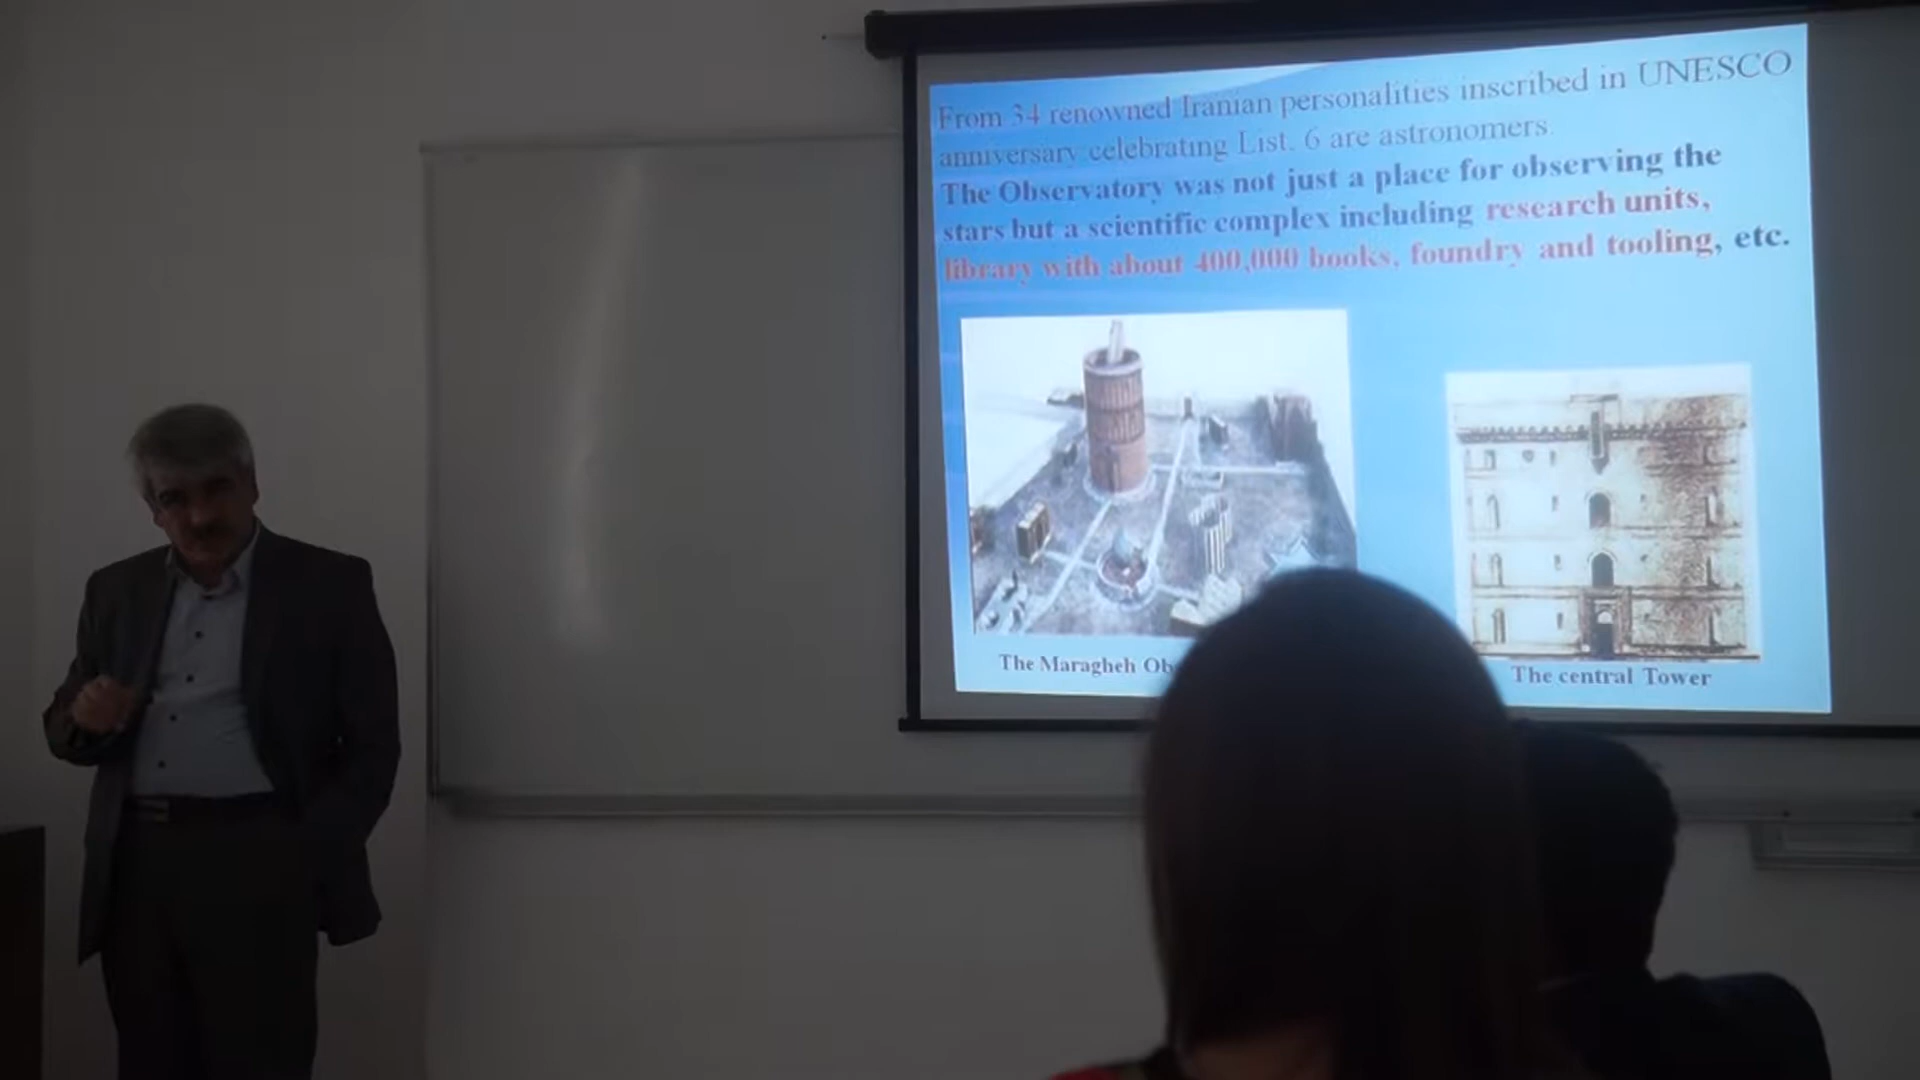 From 34 renowned Iranian personalities inscribed in UNESCO
anniversary celebrating List. 6 are astronomers.
The Observatory was not just a place for observing the
stars but a scientific complex including research units,
library with about 400,000 books, foundry and tooling, etc.
The Maragheh
The central Tower